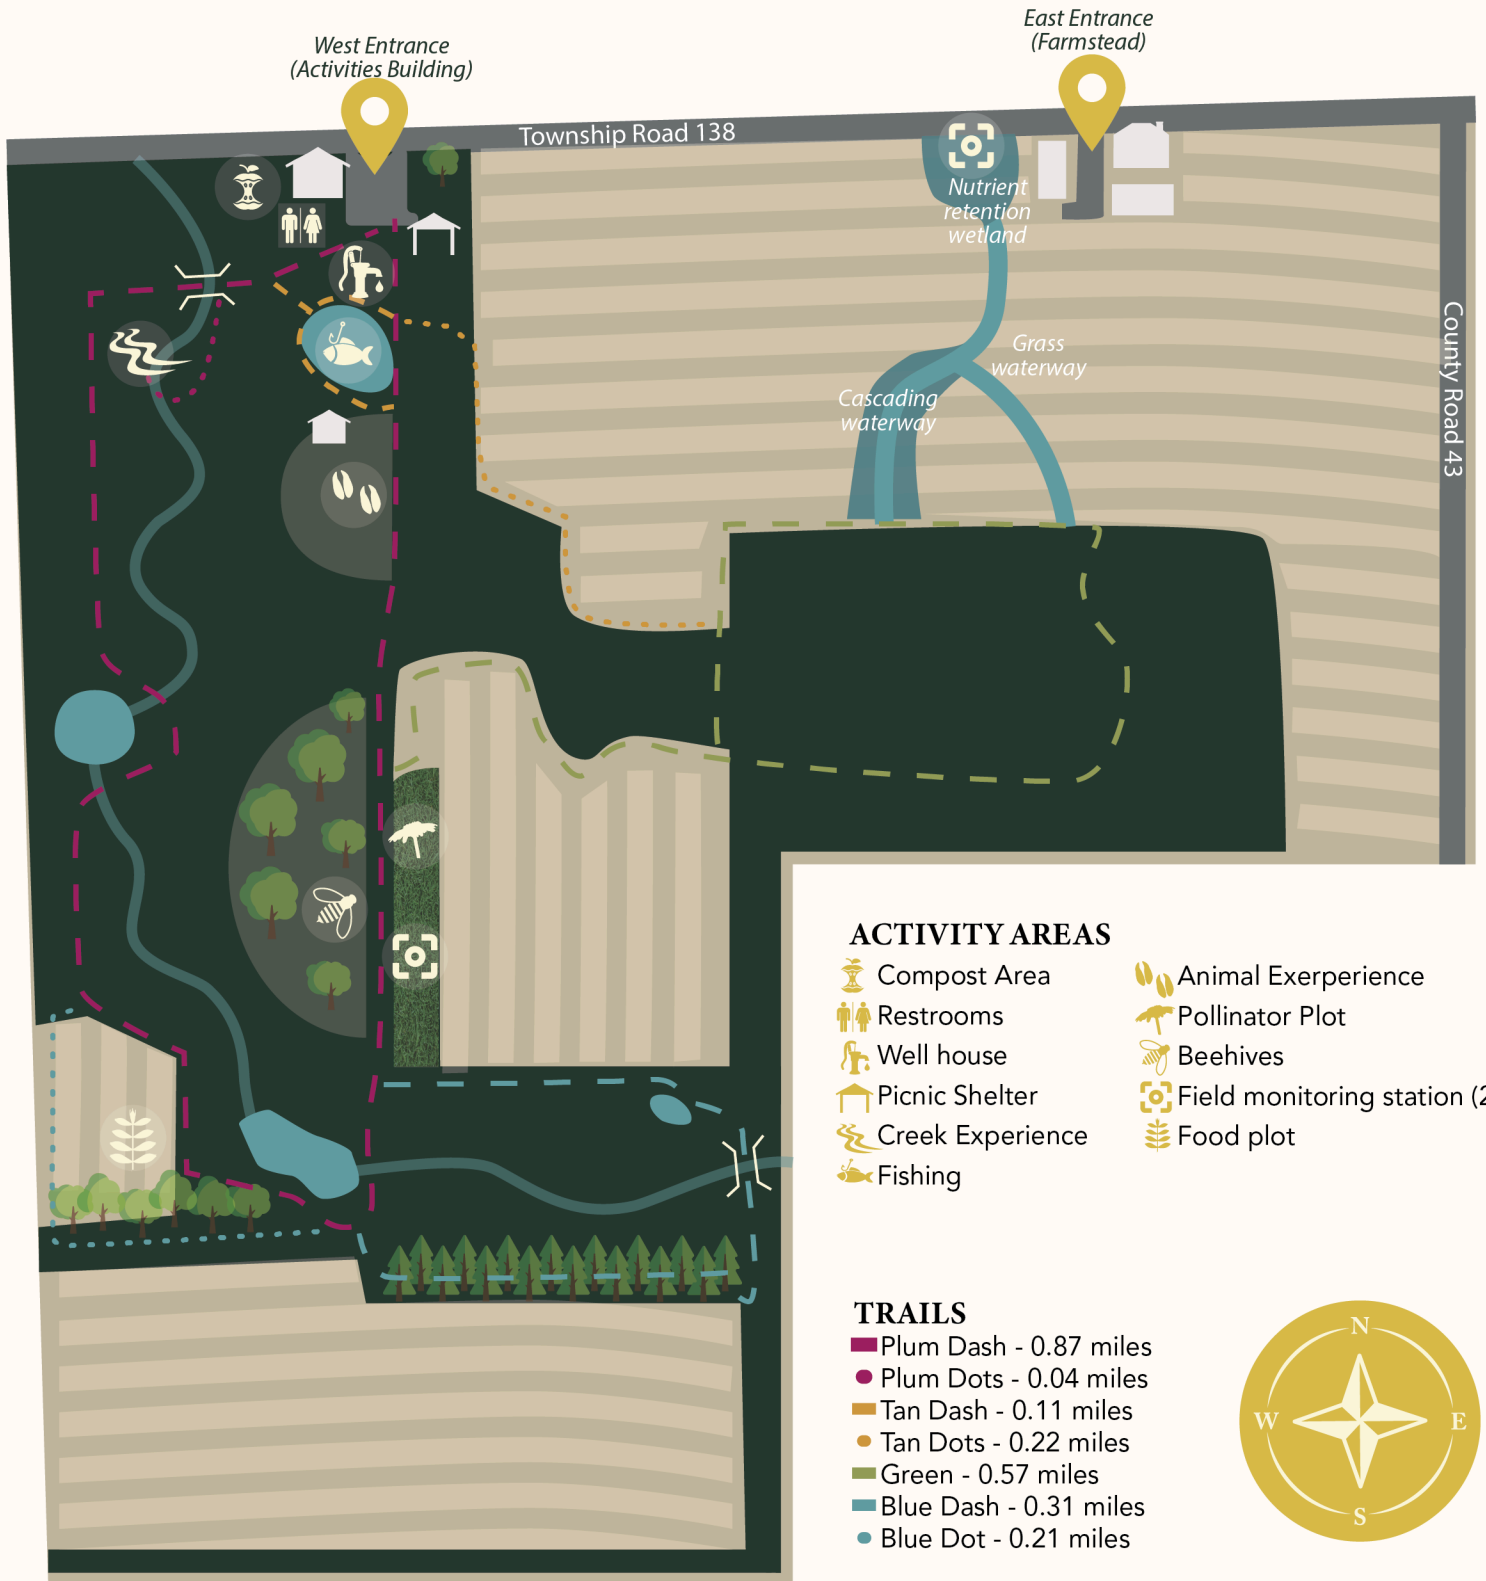 East Entrance
(Farmstead)
West Entrance
(Activities Building)
Township Road 138
Nutrient
retention
wetland
Grass
waterway
Cascading
waterway
County Road 43
ACTIVITY AREAS
Compost Area
Restrooms
Well house
Picnic Shelter
Creek Experience
Fishing
Animal Exerperience
Pollinator Plot
Beehives
Field monitoring station (2
Food plot
TRAILS
Plum Dash - 0.87 miles
Plum Dots - 0.04 miles
Tan Dash - 0.11 miles
Tan Dots - 0.22 miles
Green - 0.57 miles
Blue Dash - 0.31 miles
Blue Dot - 0.21 miles
N
W
E
S